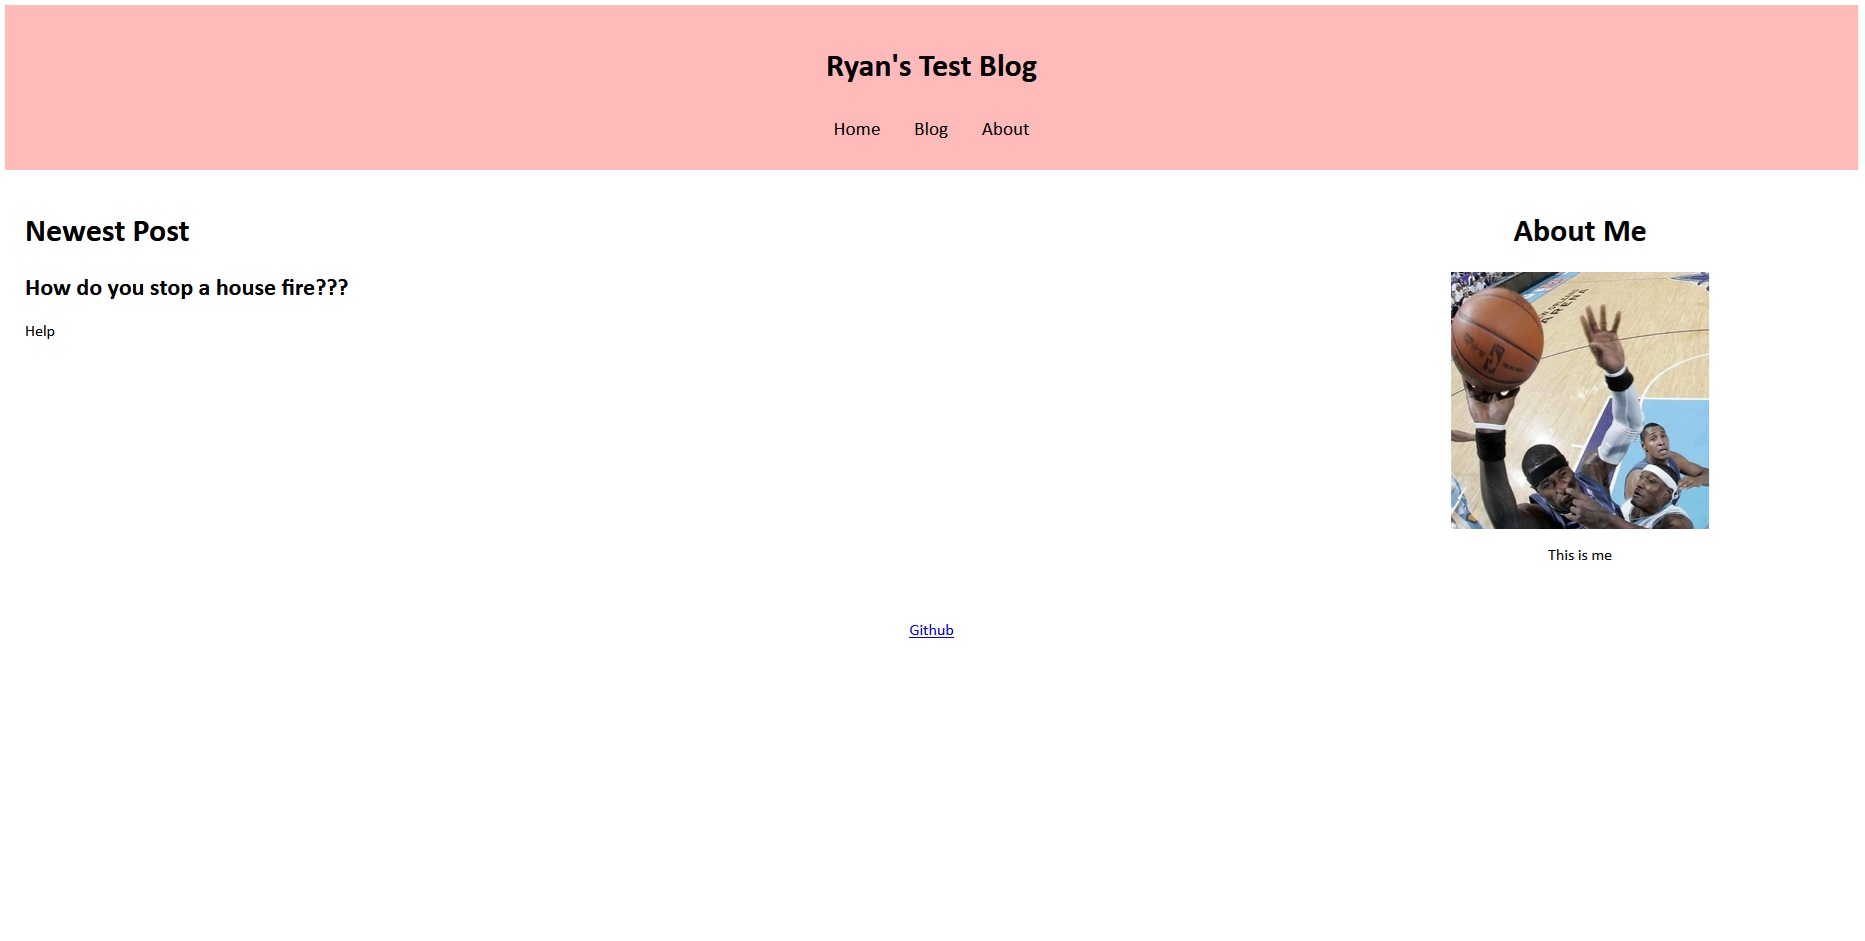 Ryan's Test Blog
Home Blog About
Newest Post
How do you stop a house fire???
Help
About Me
ARENA
This is me
Github